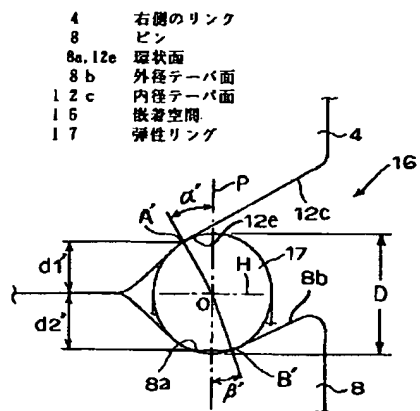 4 右側のリンク
8 ピン
8a,12e 環状面
8b 外径テーパ面
12c 内径テーパ面
16 嵌着空間
17 弾性リング
4
P
α'
16
A'
12e
12c
d1'
H
17
8b
D
O
d2'
8a
β'
B'
8